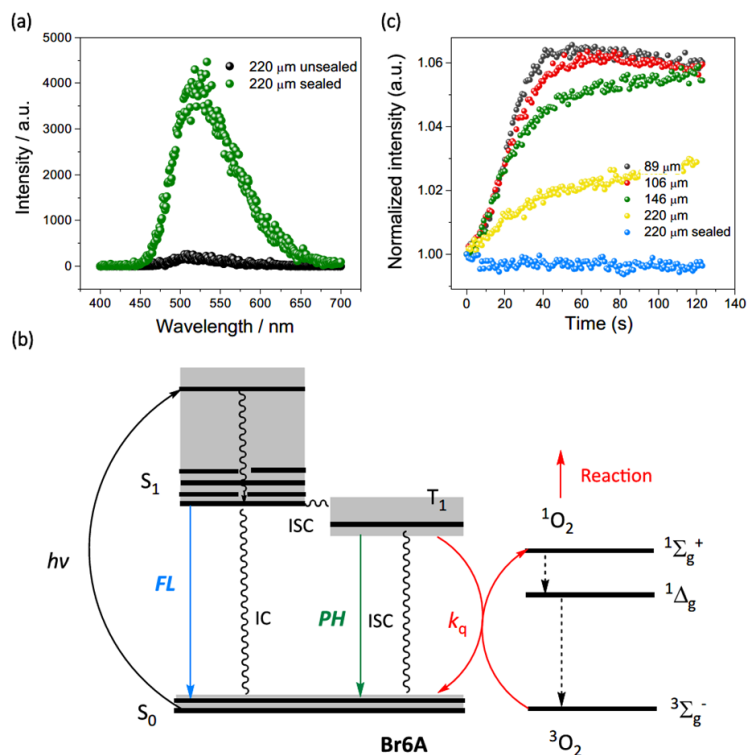 (a)
5000
4000
3000
2000
1000
0
Intensity / a.u.
220 μm unsealed
220 μm sealed
400 450 500 550 600 650 700
Wavelength / nm
(c)
1.06
1.04
1.02
1.00
Normalized intensity (a.u.)
89 μm
106 μm
146 μm
220 μm
220 μm sealed
0 20 40 60 80 100 120 140
Time (s)
(b)
S1
T1
ISC
hν
FL
IC
PH
ISC
kq
Reaction
1O2
1Σg+
1Δg
S0
3Σg-
3O2
Br6A